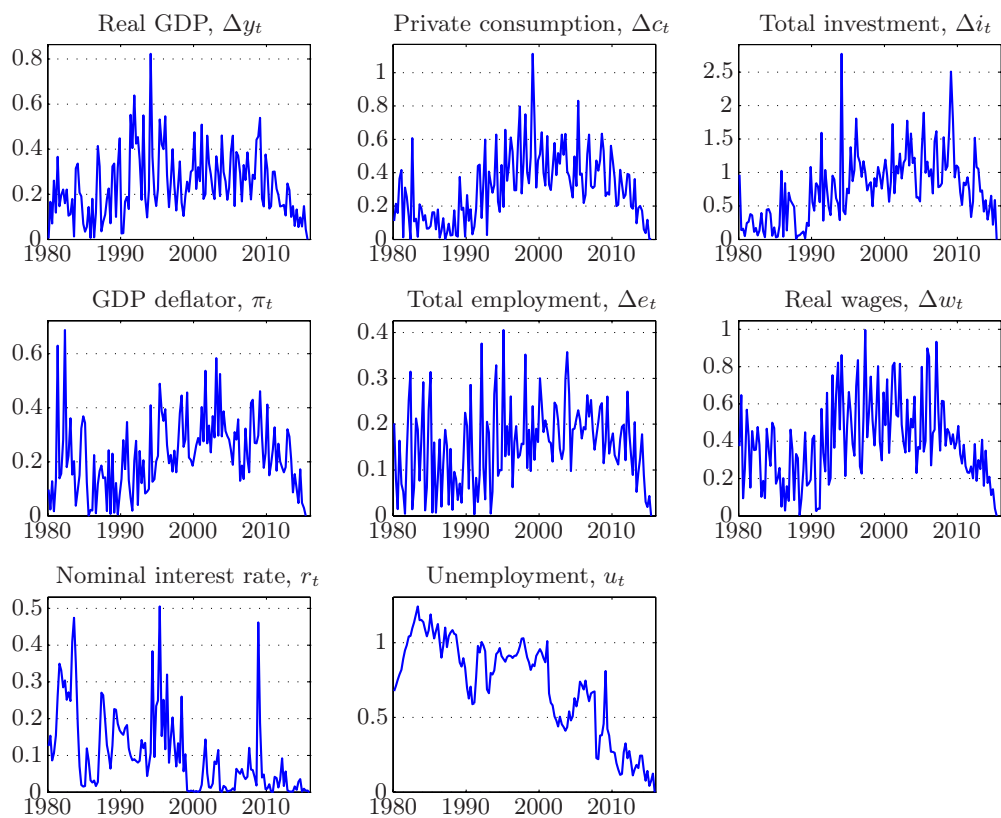 Real GDP, Δy_t
0.8
0.6
0.4
0.2
0
1980 1990 2000 2010
Private consumption, Δc_t
1
0.8
0.6
0.4
0.2
0
1980 1990 2000 2010
Total investment, Δi_t
2.5
2
1.5
1
0.5
0
1980 1990 2000 2010
GDP deflator, π_t
0.6
0.4
0.2
0
1980 1990 2000 2010
Total employment, Δe_t
0.4
0.3
0.2
0.1
0
1980 1990 2000 2010
Real wages, Δw_t
1
0.8
0.6
0.4
0.2
0
1980 1990 2000 2010
Nominal interest rate, r_t
0.5
0.4
0.3
0.2
0.1
0
1980 1990 2000 2010
Unemployment, u_t
1
0.5
0
1980 1990 2000 2010